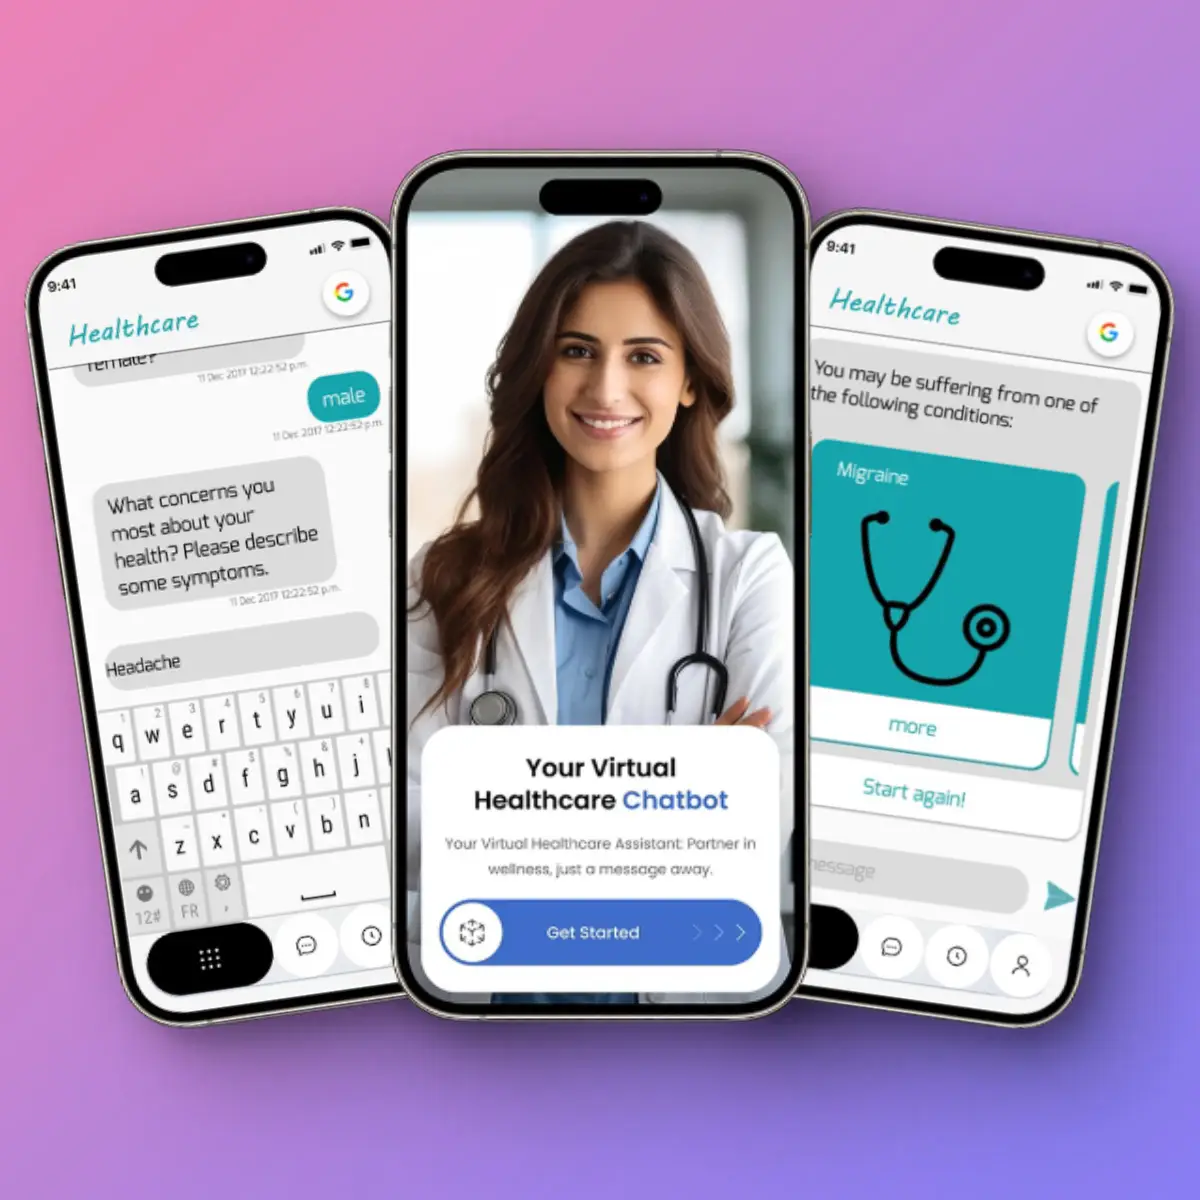 9:41
Healthcare
female?
11 Dec 2017 12:22:52 p.m.
male
11 Dec 2017 12:22:52 p.m.
What concerns you
most about your
health? Please describe
some symptoms.
11 Dec 2017 12:22:52 p.m.
Headache
1 2 3 4 5 6 7 8
q w e r t y u i
a s d f g h j
z x c v b n
12# FR ,
Your Virtual
Healthcare Chatbot
Your Virtual Healthcare Assistant: Partner in
wellness, just a message away.
Get Started
9:41
Healthcare
G
You may be suffering from one of
the following conditions:
Migraine
more
Start again!
message